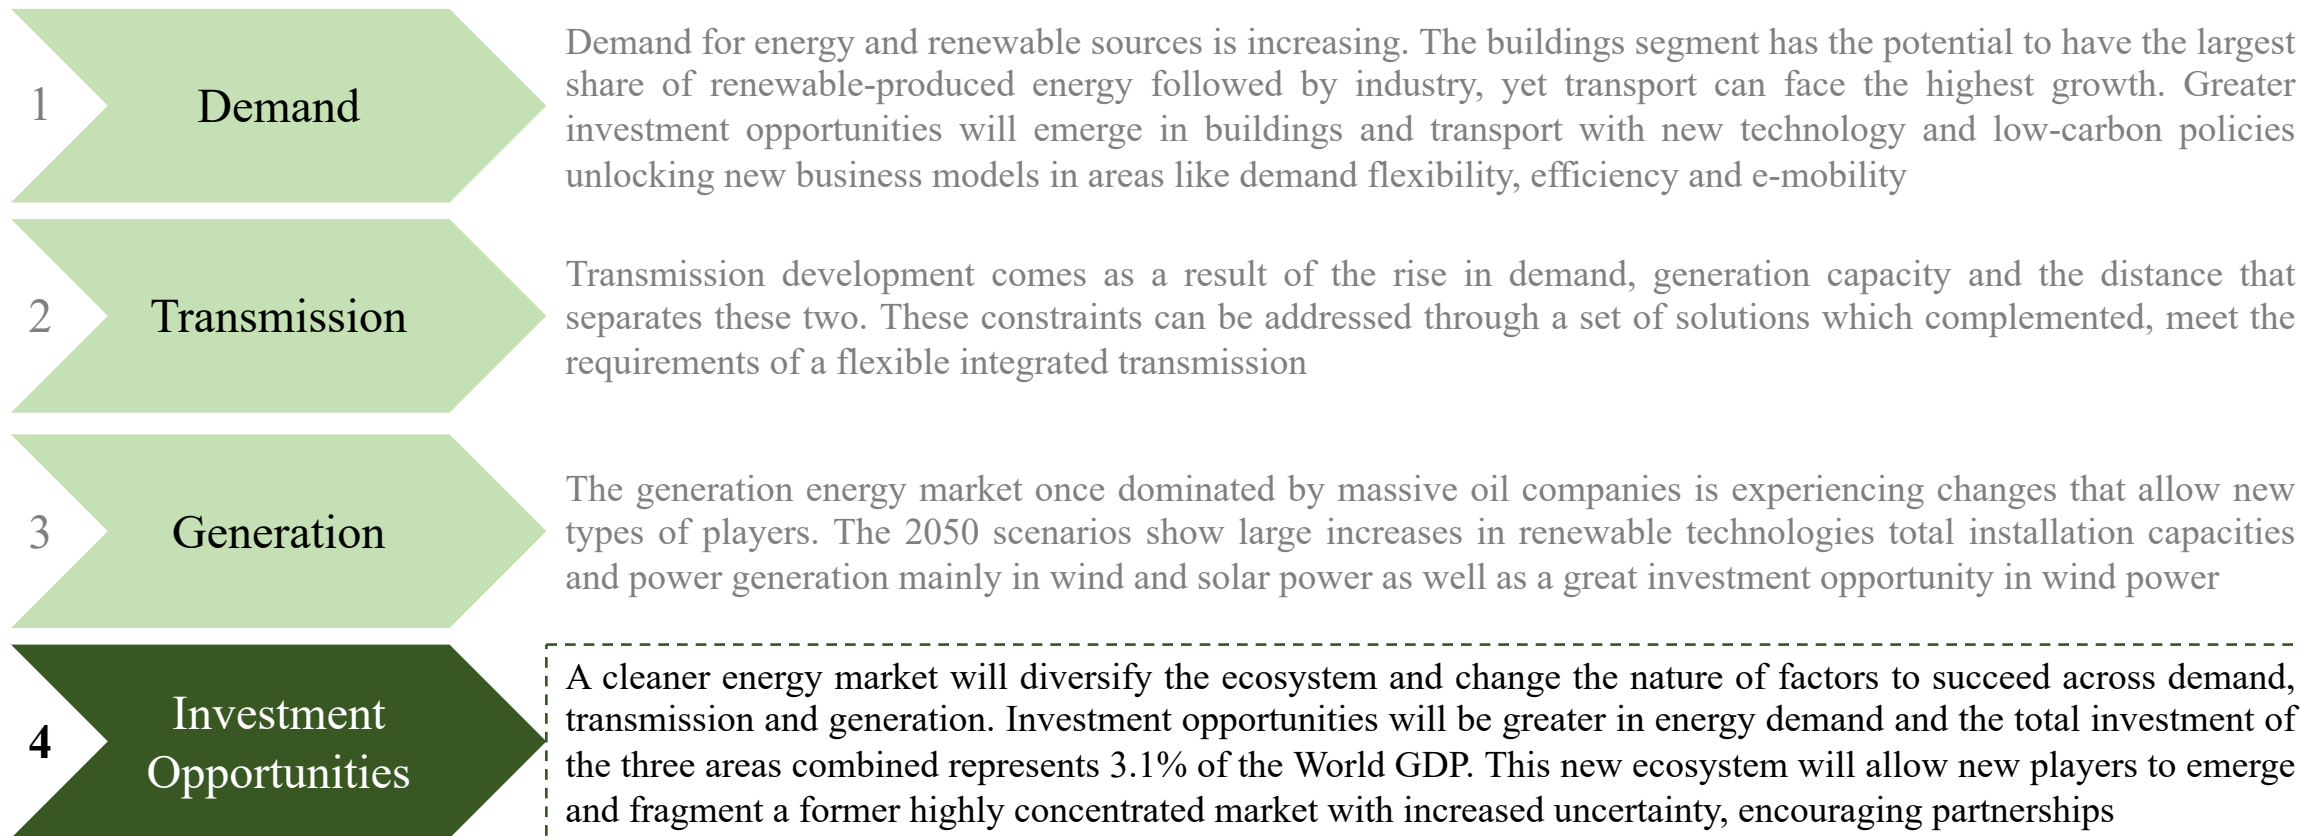 1
Demand
Demand for energy and renewable sources is increasing. The buildings segment has the potential to have the largest
share of renewable-produced energy followed by industry, yet transport can face the highest growth. Greater
investment opportunities will emerge in buildings and transport with new technology and low-carbon policies
unlocking new business models in areas like demand flexibility, efficiency and e-mobility
2
Transmission
Transmission development comes as a result of the rise in demand, generation capacity and the distance that
separates these two. These constraints can be addressed through a set of solutions which complemented, meet the
requirements of a flexible integrated transmission
3
Generation
The generation energy market once dominated by massive oil companies is experiencing changes that allow new
types of players. The 2050 scenarios show large increases in renewable technologies total installation capacities
and power generation mainly in wind and solar power as well as a great investment opportunity in wind power
4
Investment
Opportunities
A cleaner energy market will diversify the ecosystem and change the nature of factors to succeed across demand,
transmission and generation. Investment opportunities will be greater in energy demand and the total investment of
the three areas combined represents 3.1% of the World GDP. This new ecosystem will allow new players to emerge
and fragment a former highly concentrated market with increased uncertainty, encouraging partnerships